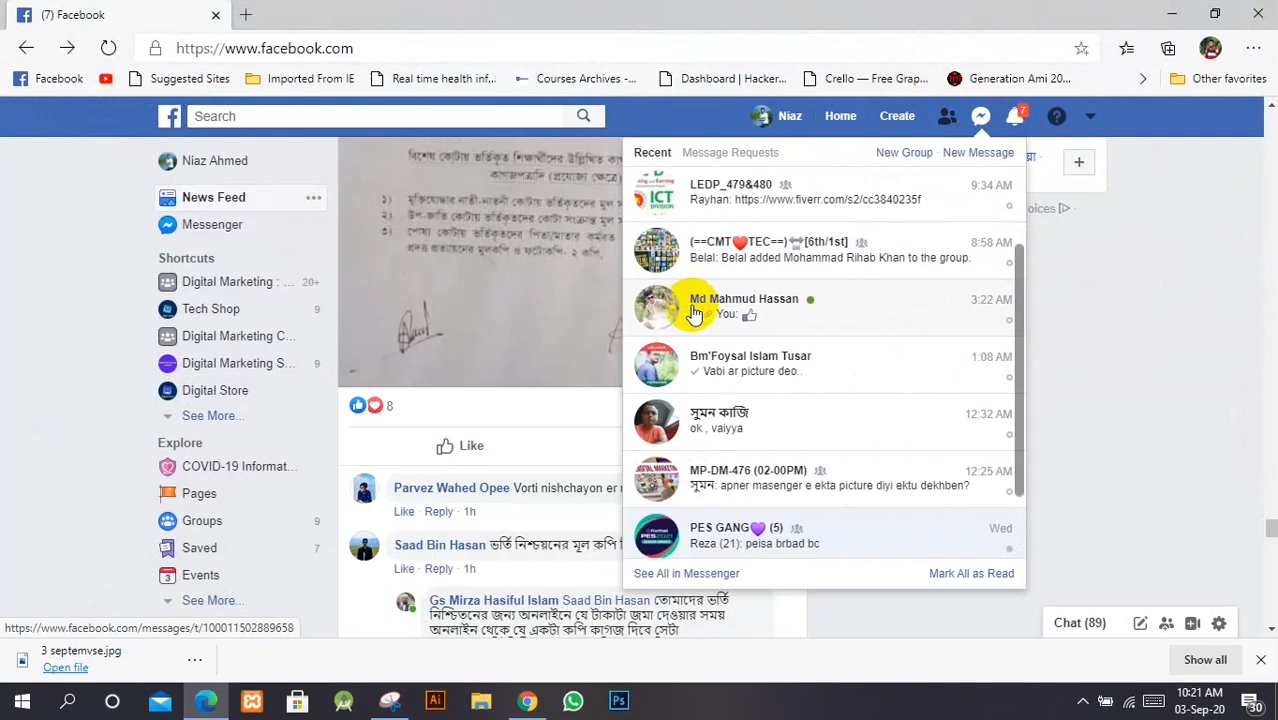 (7) Facebook
https://www.facebook.com
Facebook Suggested Sites Imported From IE Real time health inf... Courses Archives -... Dashboard | Hacker... Crello — Free Grap... Generation Ami 20... Other favorites
Search
Niaz Home Create 7
Niaz Ahmed
News Feed
Messenger
Shortcuts
Digital Marketing : ... 20+
Tech Shop 9
Digital Marketing C...
Digital Marketing S... 9
Digital Store
See More...
Explore
COVID-19 Informat...
Pages
Groups 9
Saved 7
Events
See More...
বিশেষ কোটায় ভর্তিকৃত শিক্ষার্থীদের উল্লিখিত
কাগজপত্রাদি (প্রযোজ্য ক্ষেত্রে)
8
Like
Parvez Wahed Opee Vorti nishchayon er
Like · Reply · 1h
Saad Bin Hasan ভর্তি নিশ্চয়নের মূল কপি
Like · Reply · 1h
Gs Mirza Hasiful Islam Saad Bin Hasan তোমাদের ভর্তি
নিশ্চিতনের জন্য অনলাইনে যে টাকাটা জমা দেওয়ার সময়
অনলাইন থেকে যে একটা কপি কাগজ দিবে সেটা
Recent Message Requests New Group · New Message
LEDP_479&480 9:34 AM
Rayhan: https://www.fiverr.com/s2/cc3840235f
(==CMT❤️TEC==) [6th/1st] 8:58 AM
Belal: Belal added Mohammad Rihab Khan to the group.
Md Mahmud Hassan 3:22 AM
You:
Bm'Foysal Islam Tusar 1:08 AM
Vabi ar picture deo..
সুমন কাজি 12:32 AM
ok , vaiyya
MP-DM-476 (02-00PM) 12:25 AM
সুমন: apner masenger e ekta picture diyi ektu dekhben?
PES GANG💜 (5) Wed
Reza (21): peisa brbad bc
See All in Messenger Mark All as Read
Chat (89)
https://www.facebook.com/messages/t/100011502889658
3 septemvse.jpg
Open file
Show all
10:21 AM
03-Sep-20
30